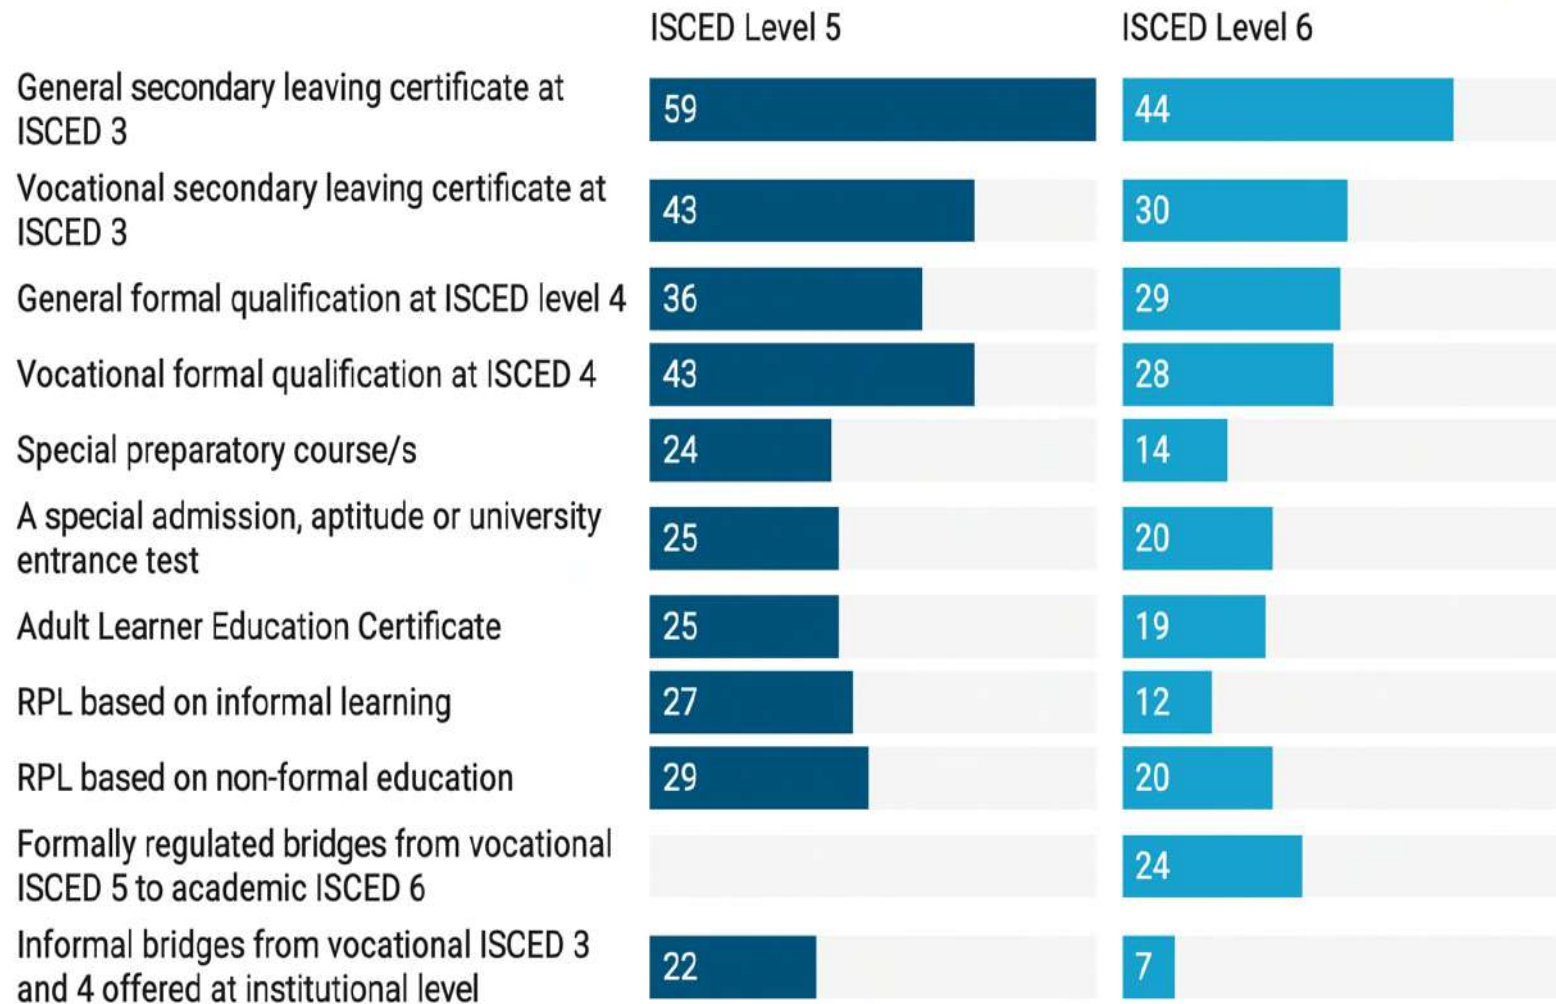 ISCED Level 5 ISCED Level 6
General secondary leaving certificate at
ISCED 3
59 44
Vocational secondary leaving certificate at
ISCED 3
43 30
General formal qualification at ISCED level 4 36 29
Vocational formal qualification at ISCED 4 43 28
Special preparatory course/s 24 14
A special admission, aptitude or university
entrance test
25 20
Adult Learner Education Certificate 25 19
RPL based on informal learning 27 12
RPL based on non-formal education 29 20
Formally regulated bridges from vocational
ISCED 5 to academic ISCED 6
24
Informal bridges from vocational ISCED 3
and 4 offered at institutional level
22 7